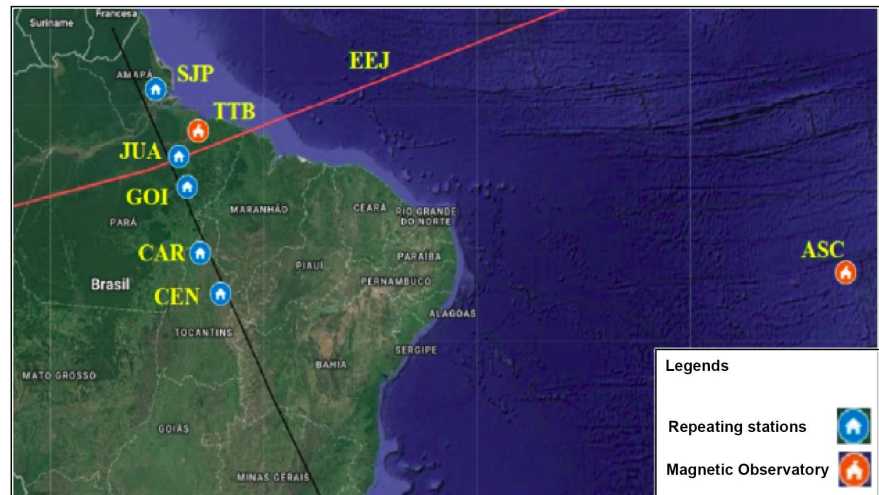 Francesa
Suriname
AMAPÁ
SJP
EEJ
TTB
JUA
GOI
MARANHÃO
CEARÁ
RIO GRANDE
DO NORTE
PARÁ
CAR
PIAUÍ
PARAÍBA
ASC
Brasil
CEN
PERNAMBUCO
ALAGOAS
TOCANTINS
SERGIPE
BAHIA
MATO GROSSO
GOIÁS
MINAS GERAIS
Legends
Repeating stations
Magnetic Observatory